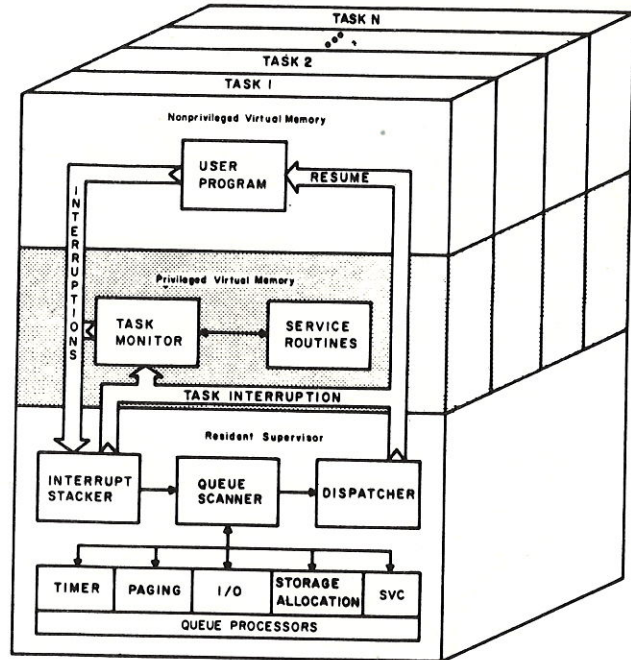 TASK N
TASK 2
TASK 1
Nonprivileged Virtual Memory
USER
PROGRAM
RESUME
INTERRUPTIONS
Privileged Virtual Memory
TASK
MONITOR
SERVICE
ROUTINES
TASK INTERRUPTION
Resident Supervisor
INTERRUPT
STACKER
QUEUE
SCANNER
DISPATCHER
TIMER
PAGING
I/O
STORAGE
ALLOCATION
SVC
QUEUE PROCESSORS